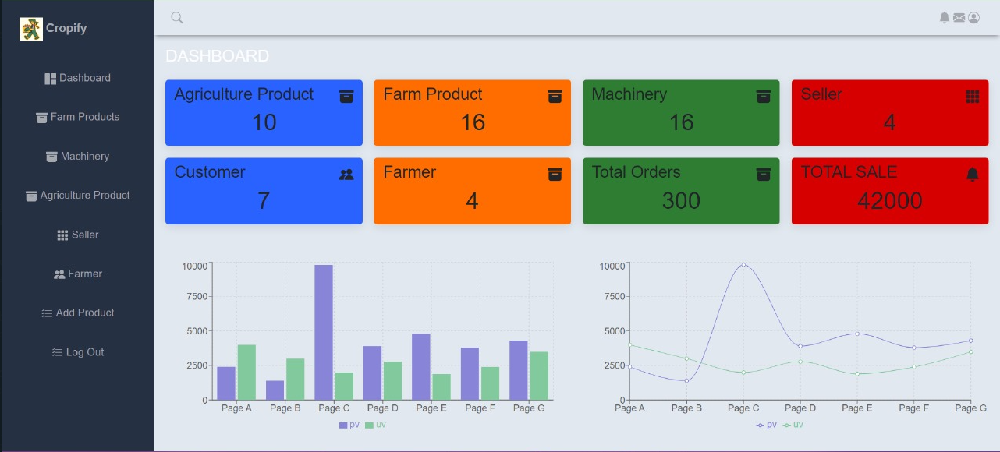 Cropify
Dashboard
Farm Products
Machinery
Agriculture Product
Seller
Farmer
Add Product
Log Out
DASHBOARD
Agriculture Product
10
Farm Product
16
Machinery
16
Seller
4
Customer
7
Farmer
4
Total Orders
300
TOTAL SALE
42000
10000
7500
5000
2500
0
Page A Page B Page C Page D Page E Page F Page G
pv uv
10000
7500
5000
2500
0
Page A Page B Page C Page D Page E Page F Page G
pv uv